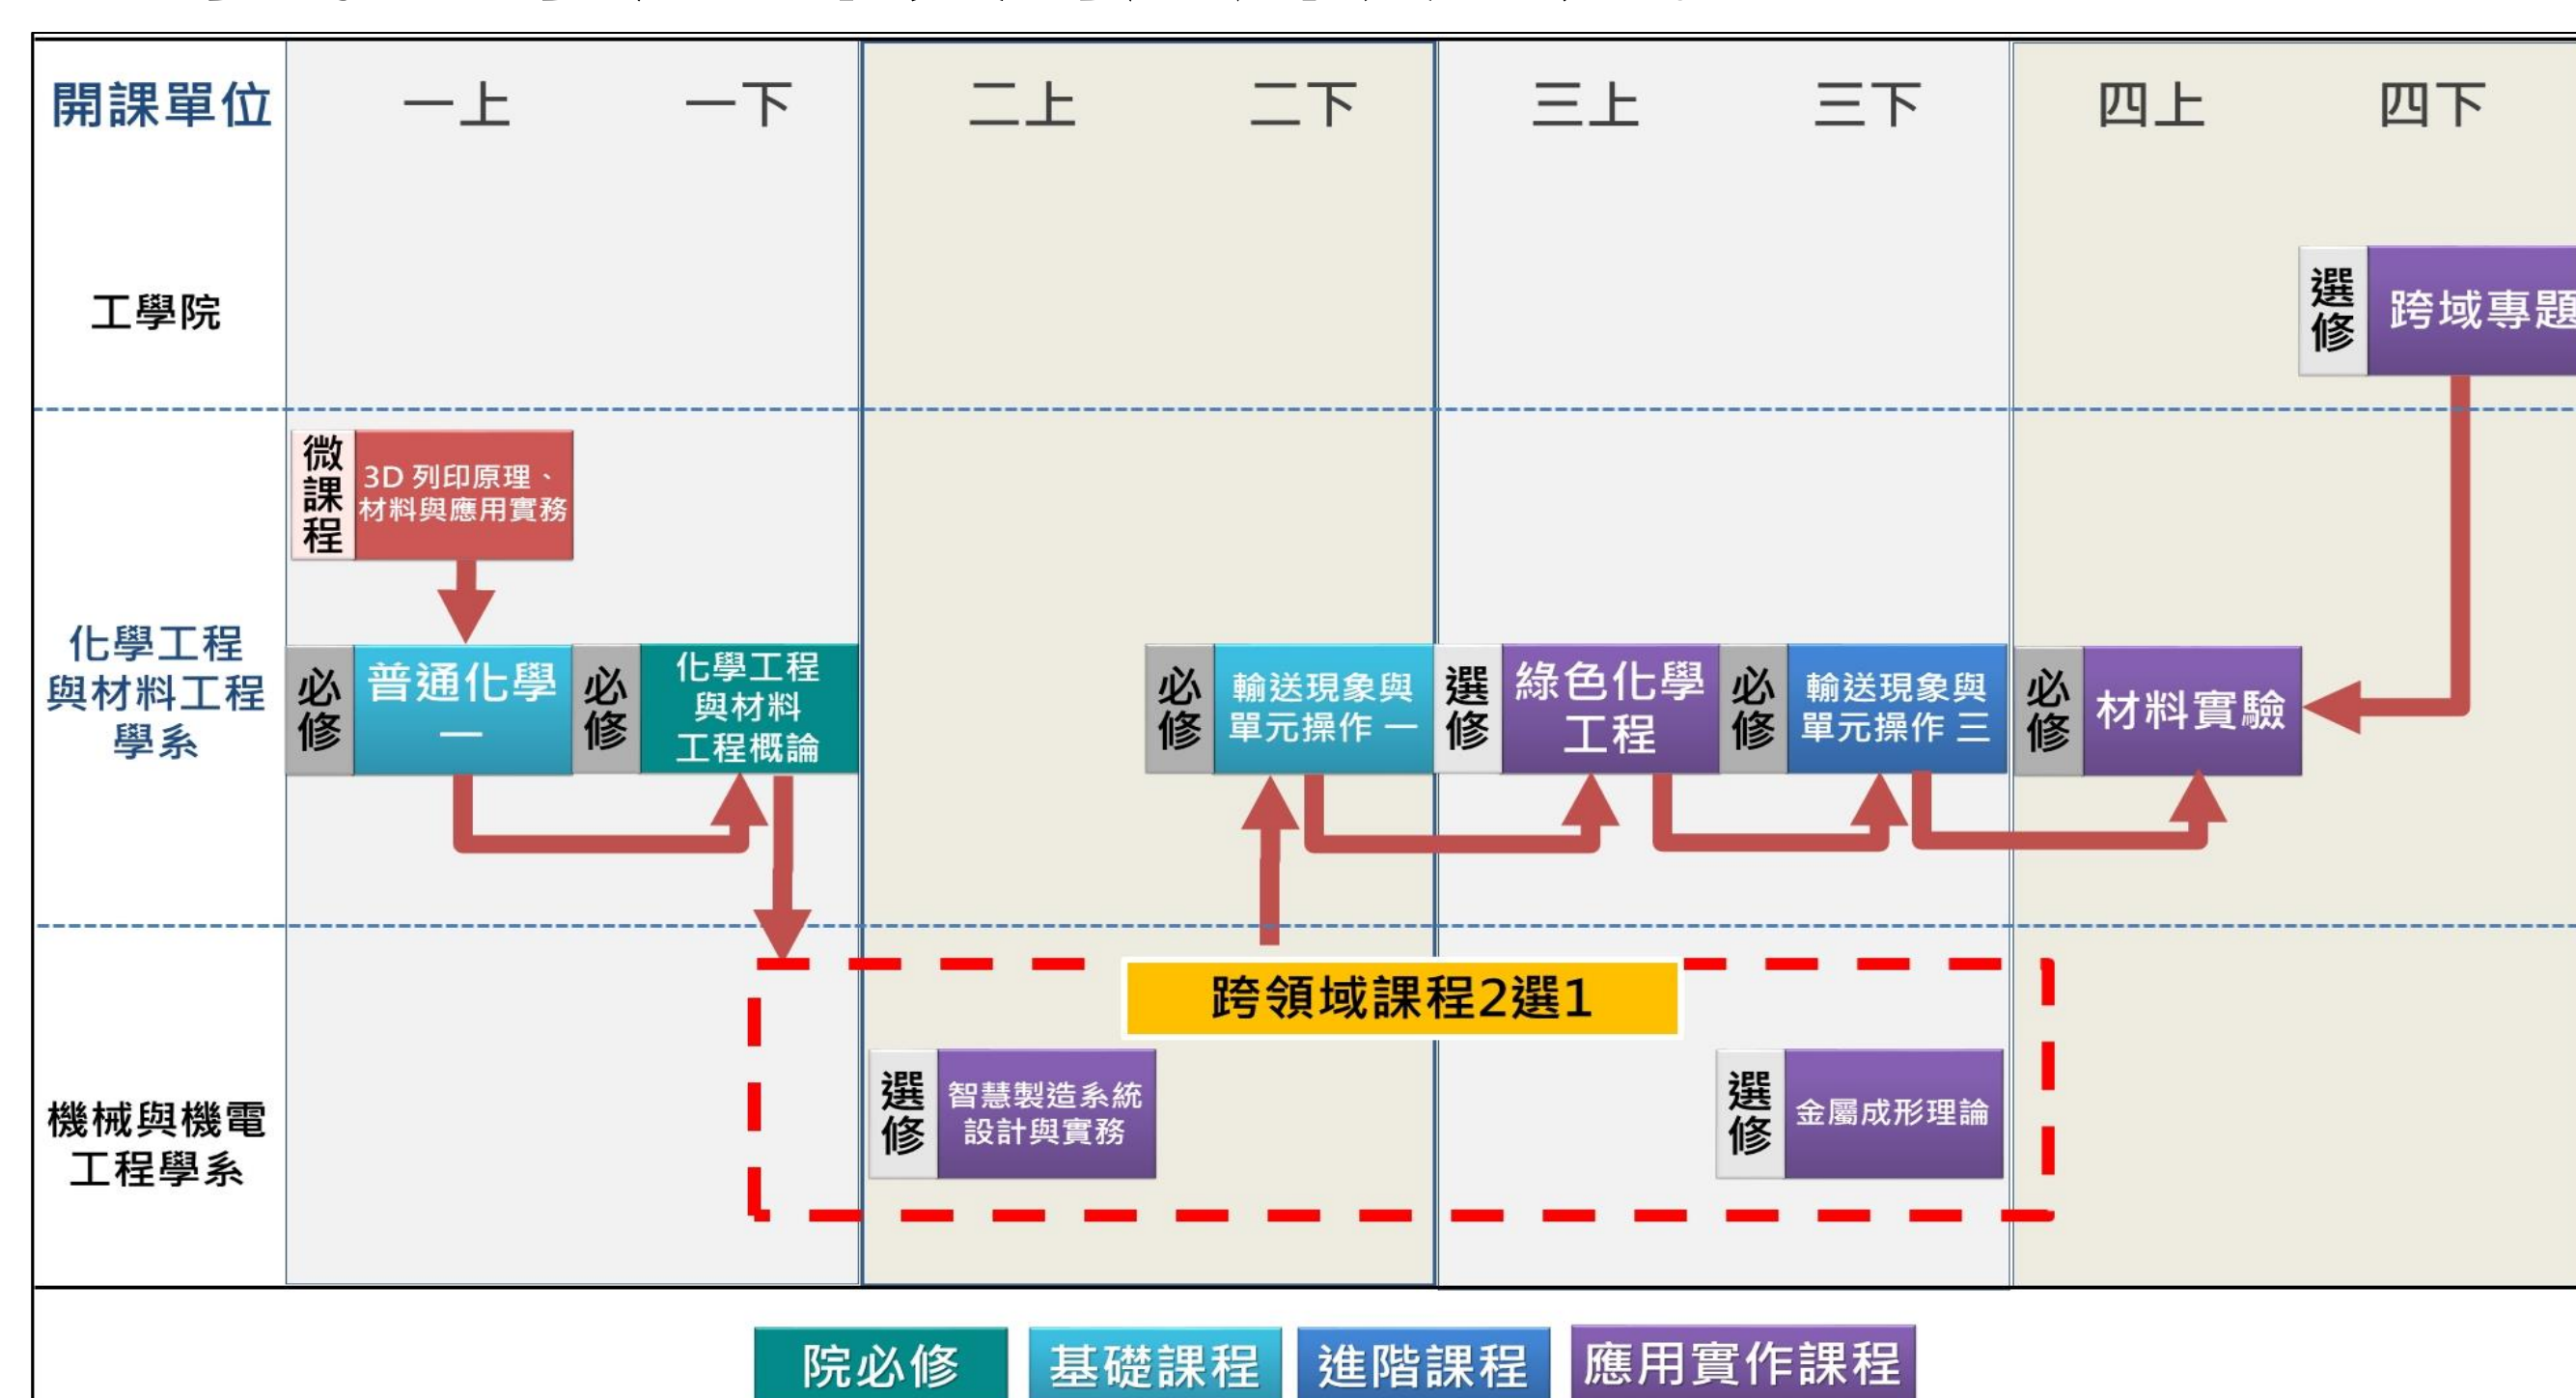 開課單位
一上
一下
二上
二下
三上
三下
四上
四下
工學院
選修
跨域專題
微課程
3D 列印原理、
材料與應用實務
化學工程
與材料工程
學系
必修
普通化學
一
必修
化學工程
與材料
工程概論
必修
輸送現象與
單元操作 一
選修
綠色化學
工程
必修
輸送現象與
單元操作 三
必修
材料實驗
跨領域課程2選1
機械與機電
工程學系
選修
智慧製造系統
設計與實務
選修
金屬成形理論
院必修
基礎課程
進階課程
應用實作課程